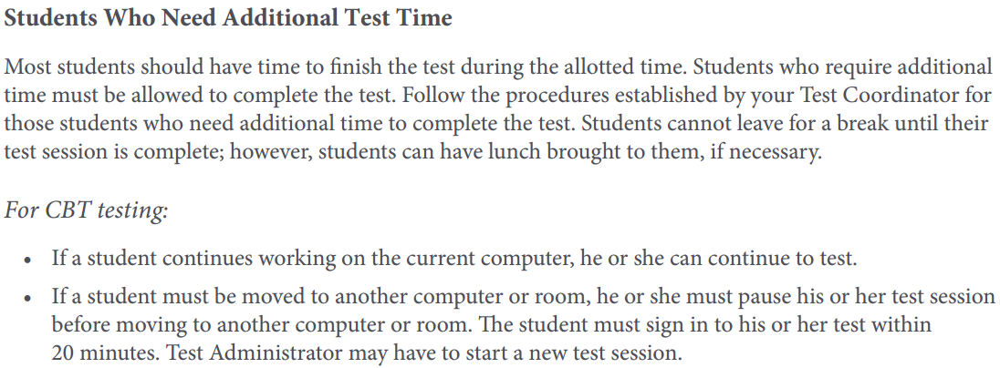 Students Who Need Additional Test Time
Most students should have time to finish the test during the allotted time. Students who require additional
time must be allowed to complete the test. Follow the procedures established by your Test Coordinator for
those students who need additional time to complete the test. Students cannot leave for a break until their
test session is complete; however, students can have lunch brought to them, if necessary.
For CBT testing:
• If a student continues working on the current computer, he or she can continue to test.
• If a student must be moved to another computer or room, he or she must pause his or her test session
before moving to another computer or room. The student must sign in to his or her test within
20 minutes. Test Administrator may have to start a new test session.